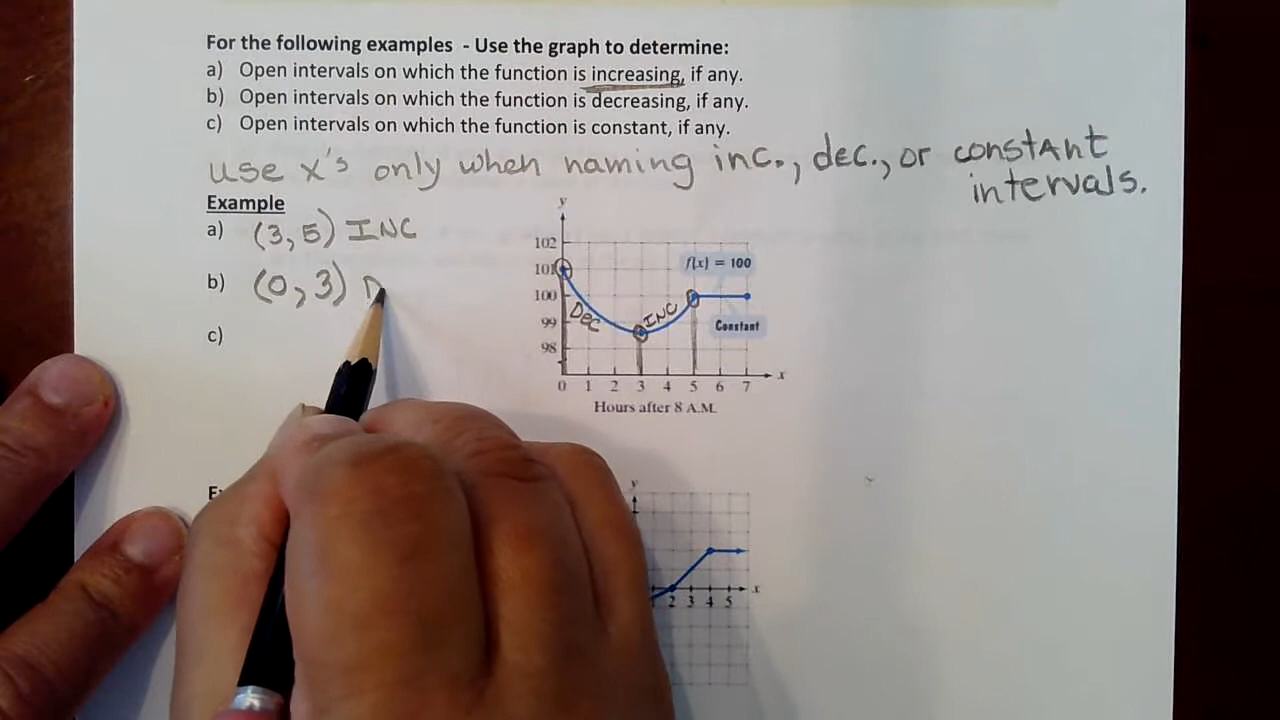 For the following examples - Use the graph to determine:
a) Open intervals on which the function is increasing, if any.
b) Open intervals on which the function is decreasing, if any.
c) Open intervals on which the function is constant, if any.
use x's only when naming inc., dec., or constant
intervals.
Example
a) (3,5) INC
b) (0,3) D
c)
y
102
101
100
99
98
f(x) = 100
Dec
INC
Constant
0 1 2 3 4 5 6 7 x
Hours after 8 A.M.
y
2 3 4 5 x